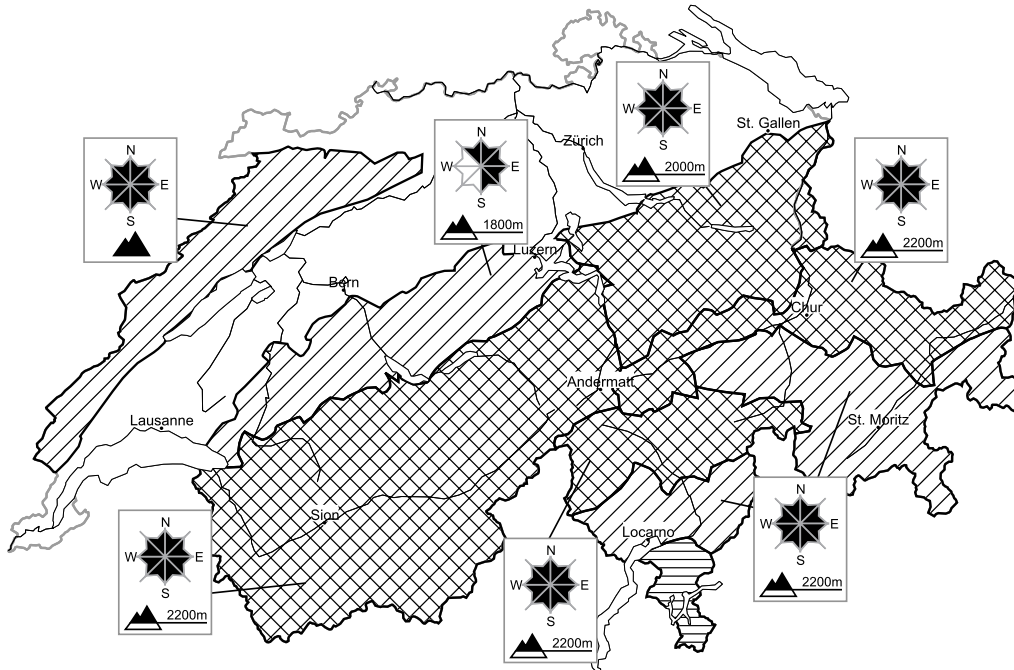 N
W E
S
2000m
St. Gallen
Zürich
N
W E
S
1800m
N
W E
S
N
W E
S
2200m
Luzern
Bern
Chur
Andermatt
Lausanne
St. Moritz
Sion
Locarno
N
W E
S
2200m
N
W E
S
2200m
N
W E
S
2200m